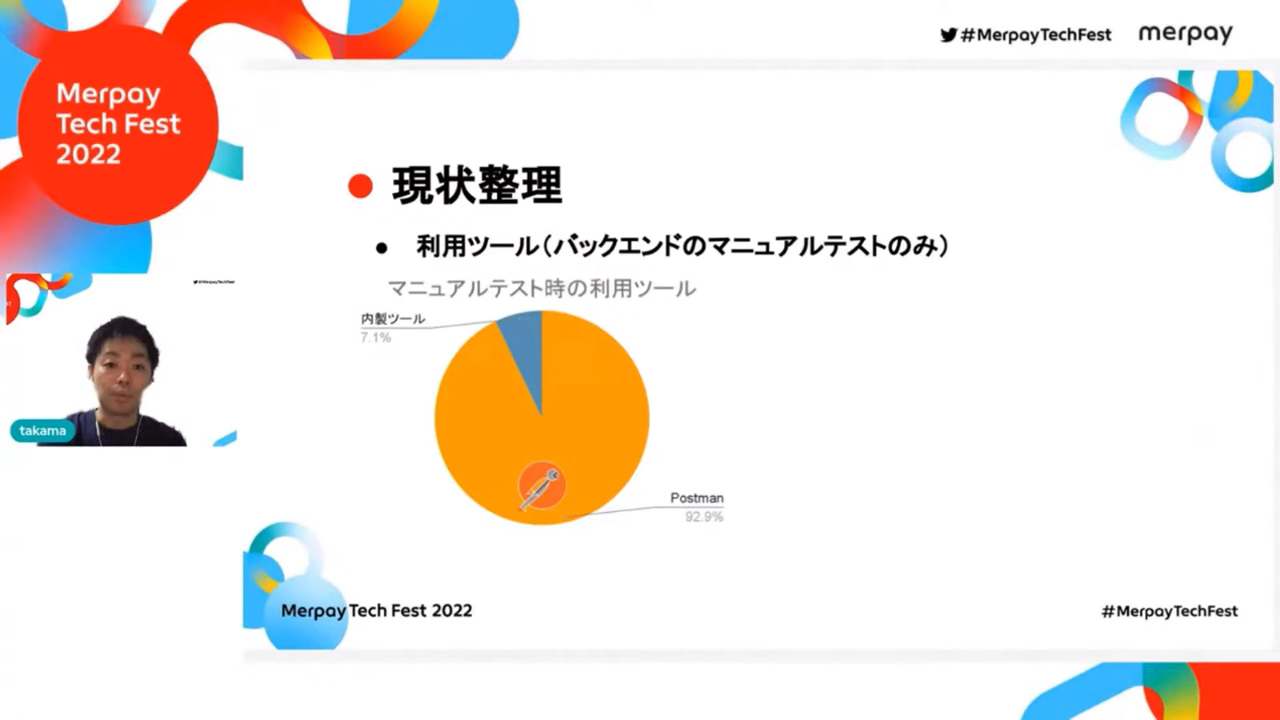 #MerpayTechFest merpay
Merpay
Tech Fest
2022
現状整理
● 利用ツール（バックエンドのマニュアルテストのみ）
マニュアルテスト時の利用ツール
内製ツール
7.1%
Postman
92.9%
#MerpayTechFest
takama
Merpay Tech Fest 2022
#MerpayTechFest